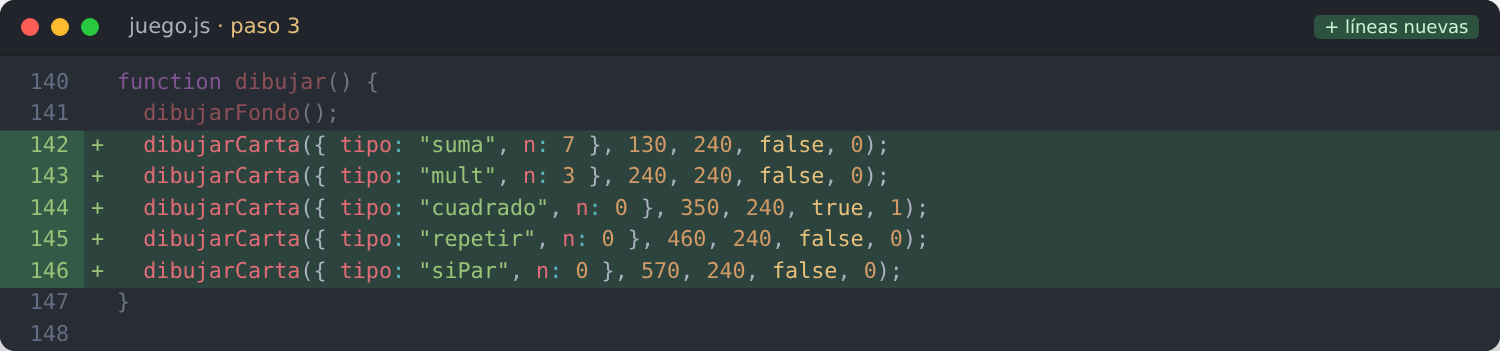 juego.js · paso 3
+ líneas nuevas
140 function dibujar() {
141 dibujarFondo();
142 + dibujarCarta({ tipo: "suma", n: 7 }, 130, 240, false, 0);
143 + dibujarCarta({ tipo: "mult", n: 3 }, 240, 240, false, 0);
144 + dibujarCarta({ tipo: "cuadrado", n: 0 }, 350, 240, true, 1);
145 + dibujarCarta({ tipo: "repetir", n: 0 }, 460, 240, false, 0);
146 + dibujarCarta({ tipo: "siPar", n: 0 }, 570, 240, false, 0);
147 }
148